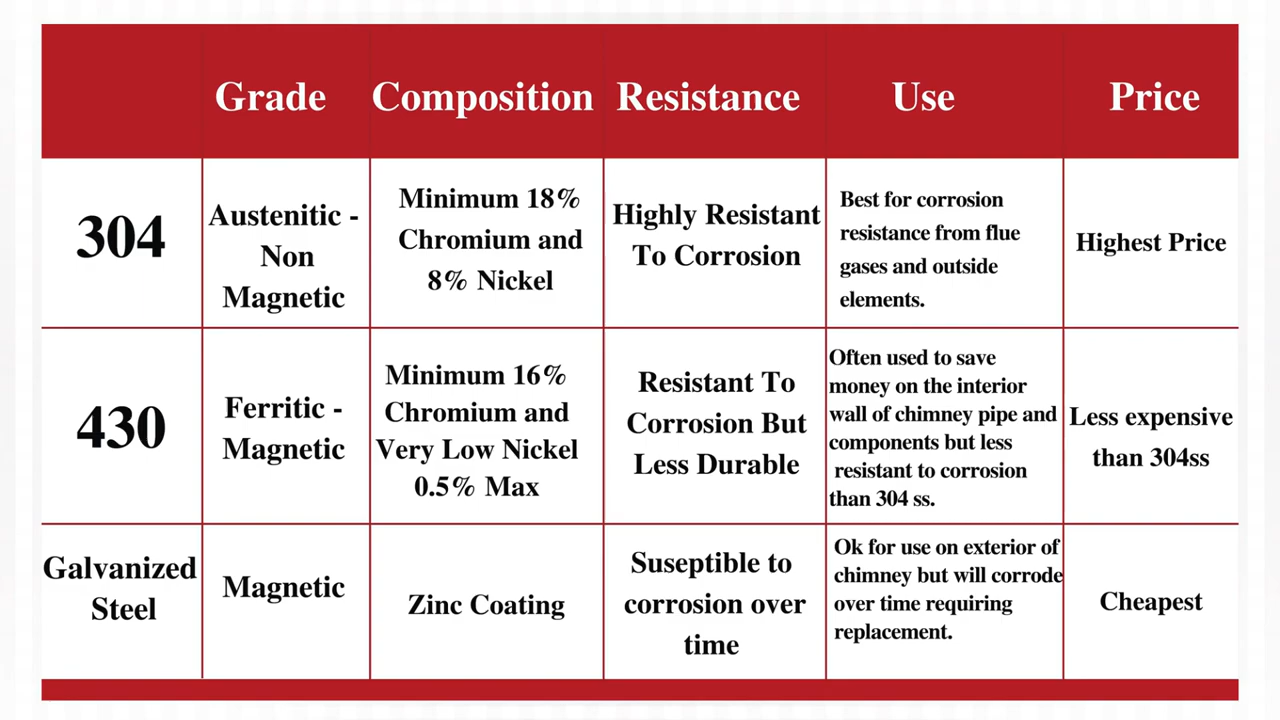 Grade
Composition
Resistance
Use
Price
304
Austenitic -
Non
Magnetic
Minimum 18%
Chromium and
8% Nickel
Highly Resistant
To Corrosion
Best for corrosion
resistance from flue
gases and outside
elements.
Highest Price
430
Ferritic -
Magnetic
Minimum 16%
Chromium and
Very Low Nickel
0.5% Max
Resistant To
Corrosion But
Less Durable
Often used to save
money on the interior
wall of chimney pipe and
components but less
resistant to corrosion
than 304 ss.
Less expensive
than 304ss
Galvanized
Steel
Magnetic
Zinc Coating
Suseptible to
corrosion over
time
Ok for use on exterior of
chimney but will corrode
over time requiring
replacement.
Cheapest